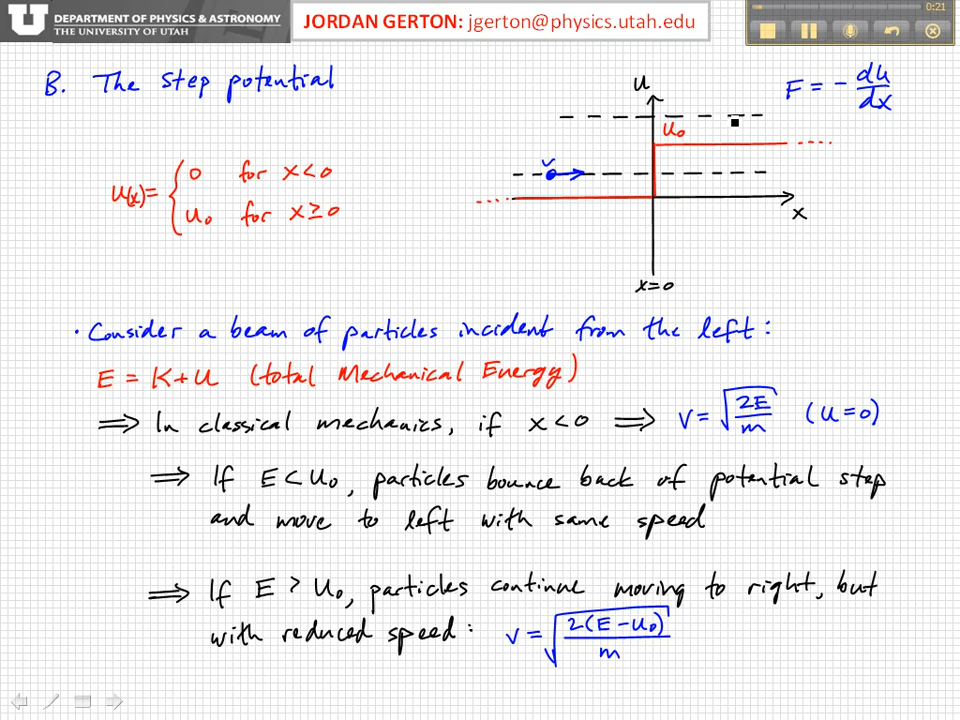 DEPARTMENT OF PHYSICS & ASTRONOMY
THE UNIVERSITY OF UTAH
JORDAN GERTON: jgerton@physics.utah.edu
0:21
B. The step potential
U
F = - du/dx
U₀
v
x
x=0
U(x) = { 0 for x<0
U₀ for x≥0
· Consider a beam of particles incident from the left:
E = K+U (total Mechanical Energy)
⇒ In classical mechanics, if x<0 ⇒ v = √(2E/m) (U=0)
⇒ If E<U₀, particles bounce back of potential step
and move to left with same speed
⇒ If E > U₀, particles continue moving to right, but
with reduced speed: v = √(2(E-U₀)/m)